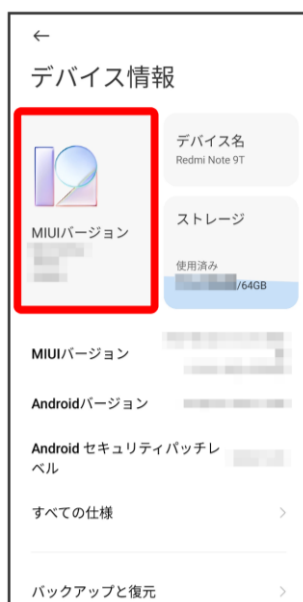 ←
デバイス情報
デバイス名
Redmi Note 9T
MIUIバージョン
ストレージ
使用済み
/64GB
MIUIバージョン
Androidバージョン
Android セキュリティパッチレ
ベル
すべての仕様
バックアップと復元